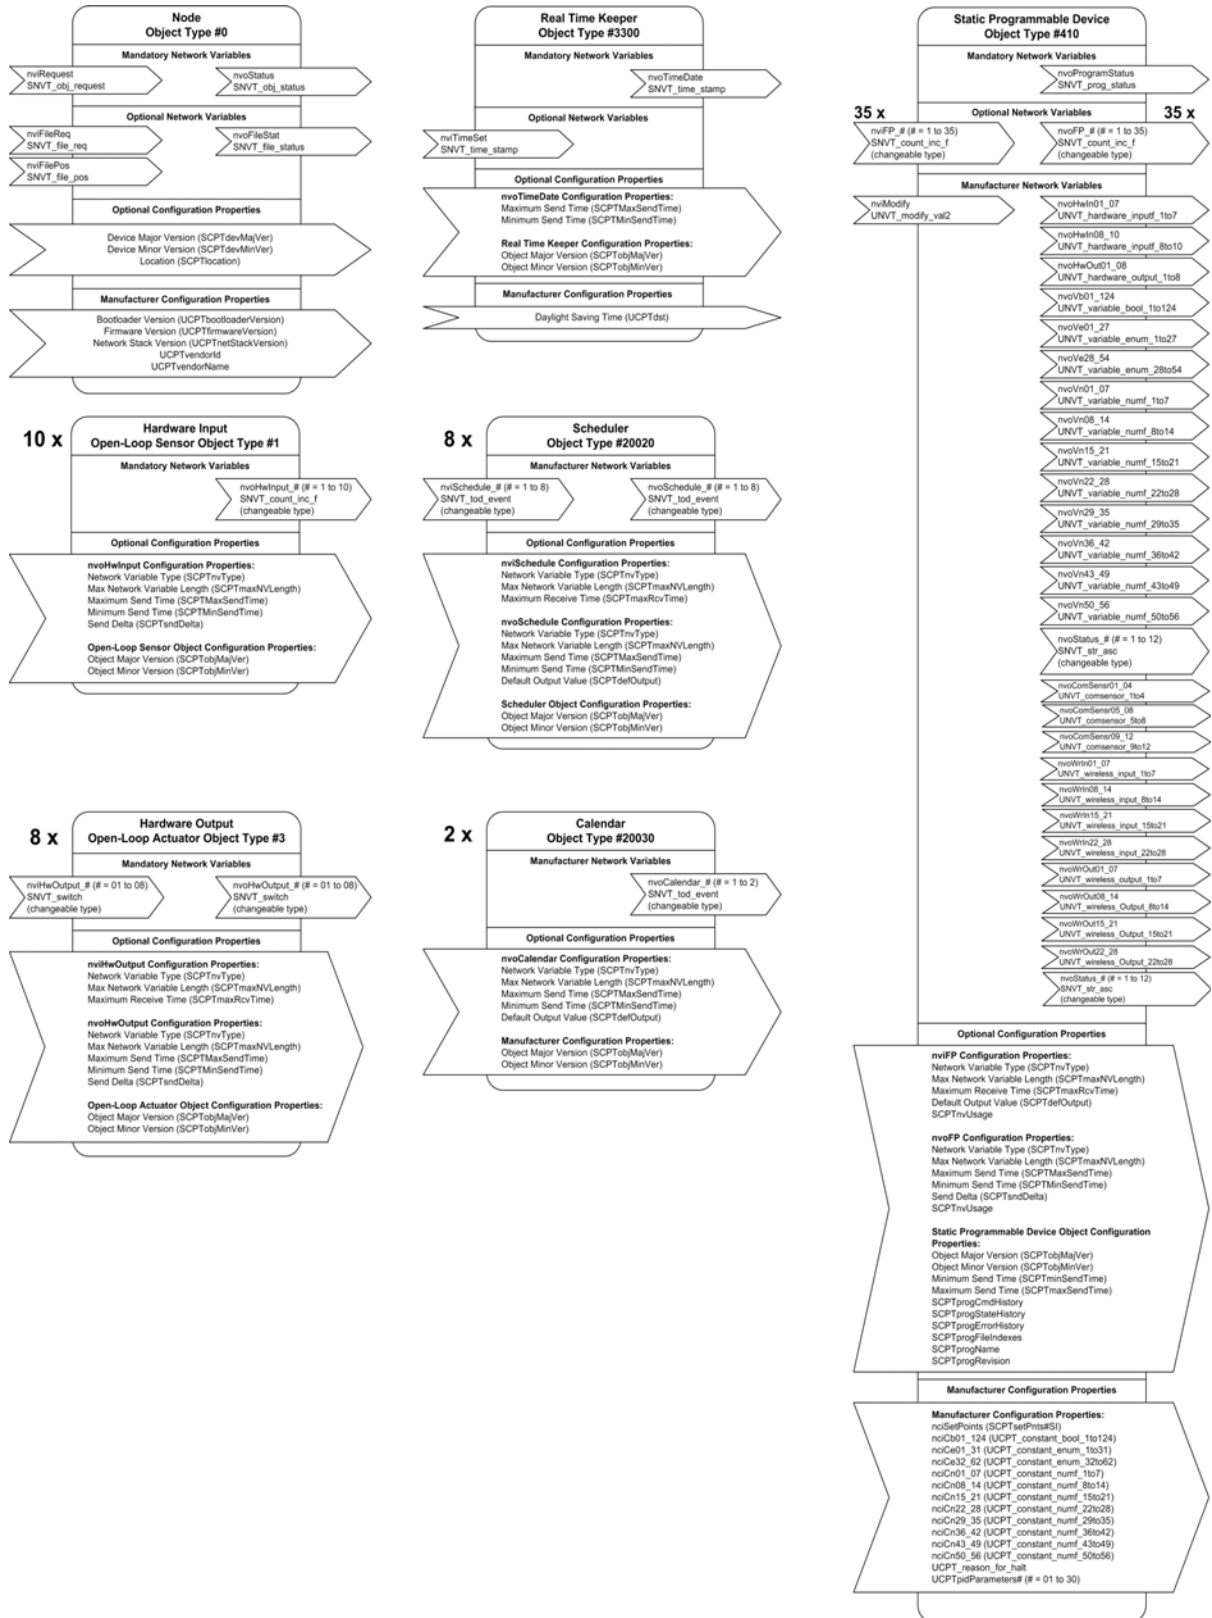 Node
Object Type #0
Mandatory Network Variables
nviRequest
SNVT_obj_request
nvoStatus
SNVT_obj_status
Optional Network Variables
nviFileReq
SNVT_file_req
nvoFileStat
SNVT_file_status
nviFilePos
SNVT_file_pos
Optional Configuration Properties
Device Major Version (SCPTdevMajVer)
Device Minor Version (SCPTdevMinVer)
Location (SCPTlocation)
Manufacturer Configuration Properties
Bootloader Version (UCPTbootloaderVersion)
Firmware Version (UCPTfirmwareVersion)
Network Stack Version (UCPTnetStackVersion)
UCPTvendorId
UCPTvendorName
10 x
Hardware Input
Open-Loop Sensor Object Type #1
Mandatory Network Variables
nvoHwInput_# (# = 1 to 10)
SNVT_count_inc_f
(changeable type)
Optional Configuration Properties
nvoHwInput Configuration Properties:
Network Variable Type (SCPTnvType)
Max Network Variable Length (SCPTmaxNVLength)
Maximum Send Time (SCPTMaxSendTime)
Minimum Send Time (SCPTMinSendTime)
Send Delta (SCPTsndDelta)
Open-Loop Sensor Object Configuration Properties:
Object Major Version (SCPTobjMajVer)
Object Minor Version (SCPTobjMinVer)
8 x
Hardware Output
Open-Loop Actuator Object Type #3
Mandatory Network Variables
nviHwOutput_# (# = 01 to 08)
SNVT_switch
(changeable type)
nvoHwOutput_# (# = 01 to 08)
SNVT_switch
(changeable type)
Optional Configuration Properties
nviHwOutput Configuration Properties:
Network Variable Type (SCPTnvType)
Max Network Variable Length (SCPTmaxNVLength)
Maximum Receive Time (SCPTmaxRcvTime)
nvoHwOutput Configuration Properties:
Network Variable Type (SCPTnvType)
Max Network Variable Length (SCPTmaxNVLength)
Maximum Send Time (SCPTMaxSendTime)
Minimum Send Time (SCPTMinSendTime)
Send Delta (SCPTsndDelta)
Open-Loop Actuator Object Configuration Properties:
Object Major Version (SCPTobjMajVer)
Object Minor Version (SCPTobjMinVer)
Real Time Keeper
Object Type #3300
Mandatory Network Variables
nvoTimeDate
SNVT_time_stamp
Optional Network Variables
nviTimeSet
SNVT_time_stamp
Optional Configuration Properties
nvoTimeDate Configuration Properties:
Maximum Send Time (SCPTMaxSendTime)
Minimum Send Time (SCPTMinSendTime)
Real Time Keeper Configuration Properties:
Object Major Version (SCPTobjMajVer)
Object Minor Version (SCPTobjMinVer)
Manufacturer Configuration Properties
Daylight Saving Time (UCPTdst)
8 x
Scheduler
Object Type #20020
Manufacturer Network Variables
nviSchedule_# (# = 1 to 8)
SNVT_tod_event
(changeable type)
nvoSchedule_# (# = 1 to 8)
SNVT_tod_event
(changeable type)
Optional Configuration Properties
nviSchedule Configuration Properties:
Network Variable Type (SCPTnvType)
Max Network Variable Length (SCPTmaxNVLength)
Maximum Receive Time (SCPTmaxRcvTime)
nvoSchedule Configuration Properties:
Network Variable Type (SCPTnvType)
Max Network Variable Length (SCPTmaxNVLength)
Maximum Send Time (SCPTMaxSendTime)
Minimum Send Time (SCPTMinSendTime)
Default Output Value (SCPTdefOutput)
Scheduler Object Configuration Properties:
Object Major Version (SCPTobjMajVer)
Object Minor Version (SCPTobjMinVer)
2 x
Calendar
Object Type #20030
Manufacturer Network Variables
nvoCalendar_# (# = 1 to 2)
SNVT_tod_event
(changeable type)
Optional Configuration Properties
nvoCalendar Configuration Properties:
Network Variable Type (SCPTnvType)
Max Network Variable Length (SCPTmaxNVLength)
Maximum Send Time (SCPTMaxSendTime)
Minimum Send Time (SCPTMinSendTime)
Default Output Value (SCPTdefOutput)
Manufacturer Configuration Properties:
Object Major Version (SCPTobjMajVer)
Object Minor Version (SCPTobjMinVer)
Static Programmable Device
Object Type #410
Mandatory Network Variables
nvoProgramStatus
SNVT_prog_status
35 x
Optional Network Variables
35 x
nviFP_# (# = 1 to 35)
SNVT_count_inc_f
(changeable type)
nvoFP_# (# = 1 to 35)
SNVT_count_inc_f
(changeable type)
Manufacturer Network Variables
nviModify
UNVT_modify_val2
nvoHwIn01_07
UNVT_hardware_inputf_1to7
nvoHwIn08_10
UNVT_hardware_inputf_8to10
nvoHwOut01_08
UNVT_hardware_output_1to8
nvoVb01_124
UNVT_variable_bool_1to124
nvoVe01_27
UNVT_variable_enum_1to27
nvoVe28_54
UNVT_variable_enum_28to54
nvoVn01_07
UNVT_variable_numf_1to7
nvoVn08_14
UNVT_variable_numf_8to14
nvoVn15_21
UNVT_variable_numf_15to21
nvoVn22_28
UNVT_variable_numf_22to28
nvoVn29_35
UNVT_variable_numf_29to35
nvoVn36_42
UNVT_variable_numf_36to42
nvoVn43_49
UNVT_variable_numf_43to49
nvoVn50_56
UNVT_variable_numf_50to56
nvoStatus_# (# = 1 to 12)
SNVT_str_asc
(changeable type)
nvoComSensr01_04
UNVT_comsensor_1to4
nvoComSensr05_08
UNVT_comsensor_5to8
nvoComSensr09_12
UNVT_comsensor_9to12
nvoWrIn01_07
UNVT_wireless_input_1to7
nvoWrIn08_14
UNVT_wireless_input_8to14
nvoWrIn15_21
UNVT_wireless_input_15to21
nvoWrIn22_28
UNVT_wireless_input_22to28
nvoWrOut01_07
UNVT_wireless_output_1to7
nvoWrOut08_14
UNVT_wireless_Output_8to14
nvoWrOut15_21
UNVT_wireless_Output_15to21
nvoWrOut22_28
UNVT_wireless_Output_22to28
nvoStatus_# (# = 1 to 12)
SNVT_str_asc
(changeable type)
Optional Configuration Properties
nviFP Configuration Properties:
Network Variable Type (SCPTnvType)
Max Network Variable Length (SCPTmaxNVLength)
Maximum Receive Time (SCPTmaxRcvTime)
Default Output Value (SCPTdefOutput)
SCPTnvUsage
nvoFP Configuration Properties:
Network Variable Type (SCPTnvType)
Max Network Variable Length (SCPTmaxNVLength)
Maximum Send Time (SCPTMaxSendTime)
Minimum Send Time (SCPTMinSendTime)
Send Delta (SCPTsndDelta)
SCPTnvUsage
Static Programmable Device Object Configuration
Properties:
Object Major Version (SCPTobjMajVer)
Object Minor Version (SCPTobjMinVer)
Minimum Send Time (SCPTminSendTime)
Maximum Send Time (SCPTmaxSendTime)
SCPTprogCmdHistory
SCPTprogStateHistory
SCPTprogErrorHistory
SCPTprogFileIndexes
SCPTprogName
SCPTprogRevision
Manufacturer Configuration Properties
Manufacturer Configuration Properties:
nciSetPoints (SCPTsetPnts#SI)
nciCb01_124 (UCPT_constant_bool_1to124)
nciCe01_31 (UCPT_constant_enum_1to31)
nciCe32_62 (UCPT_constant_enum_32to62)
nciCn01_07 (UCPT_constant_numf_1to7)
nciCn08_14 (UCPT_constant_numf_8to14)
nciCn15_21 (UCPT_constant_numf_15to21)
nciCn22_28 (UCPT_constant_numf_22to28)
nciCn29_35 (UCPT_constant_numf_29to35)
nciCn36_42 (UCPT_constant_numf_36to42)
nciCn43_49 (UCPT_constant_numf_43to49)
nciCn50_56 (UCPT_constant_numf_50to56)
UCPT_reason_for_halt
UCPTpidParameters# (# = 01 to 30)